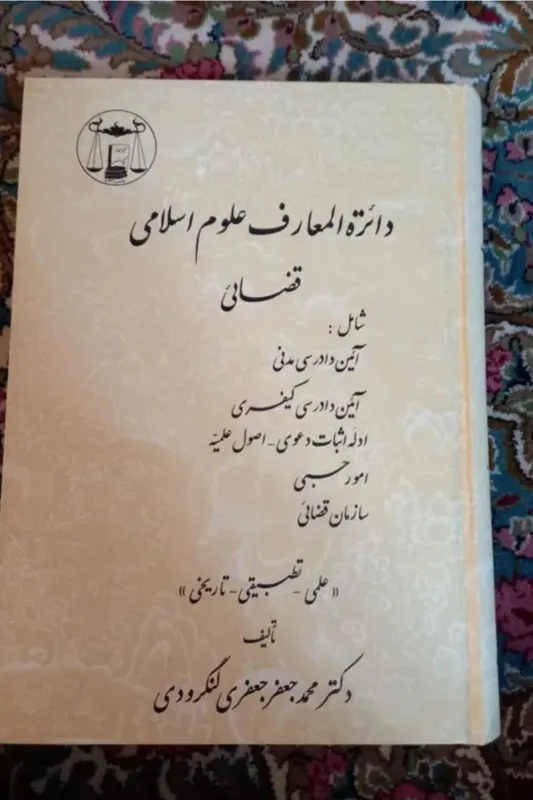 دائرة المعارف علوم اسلامی
قضائی
شامل :
آئین دادرسی مدنی
آئین دادرسی کیفری
ادله اثبات دعوی - اصول علمیّه
امور حسبی
سازمان قضائی
«علمی - تطبیقی - تاریخی»
تألیف
دکتر محمد جعفر جعفری لنگرودی